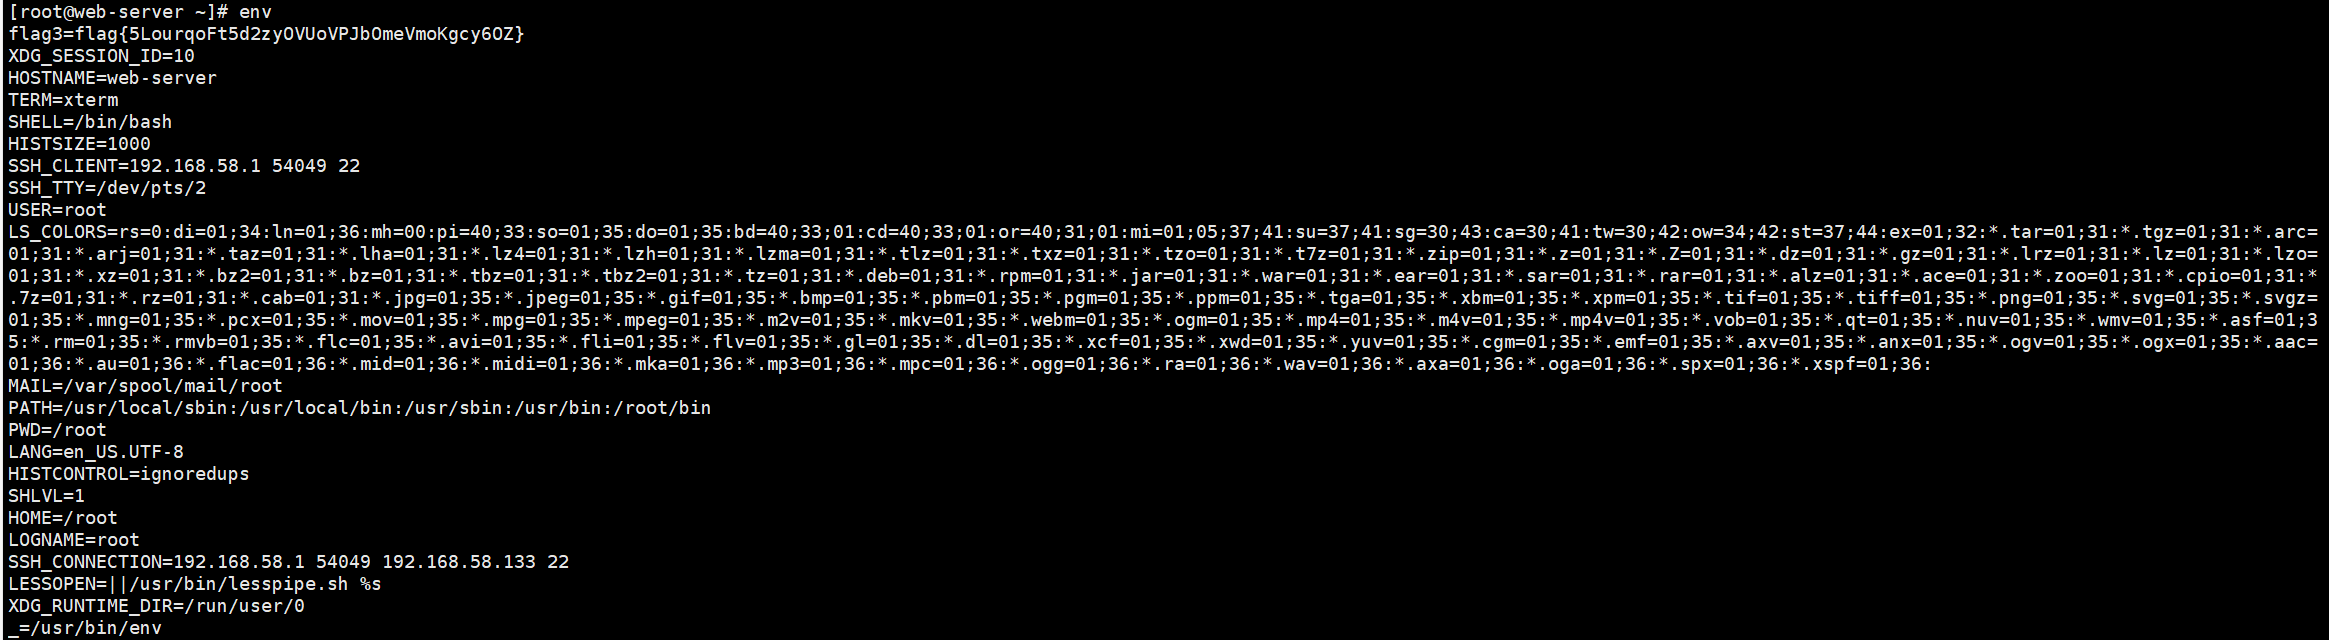 [root@web-server ~]# env
flag3=flag{5LourqoFt5d2zyOVUoVPJbOmeVmoKgcy6OZ}
XDG_SESSION_ID=10
HOSTNAME=web-server
TERM=xterm
SHELL=/bin/bash
HISTSIZE=1000
SSH_CLIENT=192.168.58.1 54049 22
SSH_TTY=/dev/pts/2
USER=root
LS_COLORS=rs=0:di=01;34:ln=01;36:mh=00:pi=40;33:so=01;35:do=01;35:bd=40;33;01:cd=40;33;01:or=40;31;01:mi=01;05;37;41:su=37;41:sg=30;43:ca=30;41:tw=30;42:ow=34;42:st=37;44:ex=01;32:*.tar=01;31:*.tgz=01;31:*.arc=
01;31:*.arj=01;31:*.taz=01;31:*.lha=01;31:*.lz4=01;31:*.lzh=01;31:*.lzma=01;31:*.tlz=01;31:*.txz=01;31:*.tzo=01;31:*.t7z=01;31:*.zip=01;31:*.z=01;31:*.Z=01;31:*.dz=01;31:*.gz=01;31:*.lrz=01;31:*.lz=01;31:*.lzo=
01;31:*.xz=01;31:*.bz2=01;31:*.bz=01;31:*.tbz=01;31:*.tbz2=01;31:*.tz=01;31:*.deb=01;31:*.rpm=01;31:*.jar=01;31:*.war=01;31:*.ear=01;31:*.sar=01;31:*.rar=01;31:*.alz=01;31:*.ace=01;31:*.zoo=01;31:*.cpio=01;31:*
.7z=01;31:*.rz=01;31:*.cab=01;31:*.jpg=01;35:*.jpeg=01;35:*.gif=01;35:*.bmp=01;35:*.pbm=01;35:*.pgm=01;35:*.ppm=01;35:*.tga=01;35:*.xbm=01;35:*.xpm=01;35:*.tif=01;35:*.tiff=01;35:*.png=01;35:*.svg=01;35:*.svgz=
01;35:*.mng=01;35:*.pcx=01;35:*.mov=01;35:*.mpg=01;35:*.mpeg=01;35:*.m2v=01;35:*.mkv=01;35:*.webm=01;35:*.ogm=01;35:*.mp4=01;35:*.m4v=01;35:*.mp4v=01;35:*.vob=01;35:*.qt=01;35:*.nuv=01;35:*.wmv=01;35:*.asf=01;3
5:*.rm=01;35:*.rmvb=01;35:*.flc=01;35:*.avi=01;35:*.fli=01;35:*.flv=01;35:*.gl=01;35:*.dl=01;35:*.xcf=01;35:*.xwd=01;35:*.yuv=01;35:*.cgm=01;35:*.emf=01;35:*.axv=01;35:*.anx=01;35:*.ogv=01;35:*.ogx=01;35:*.aac=
01;36:*.au=01;36:*.flac=01;36:*.mid=01;36:*.midi=01;36:*.mka=01;36:*.mp3=01;36:*.mpc=01;36:*.ogg=01;36:*.ra=01;36:*.wav=01;36:*.axa=01;36:*.oga=01;36:*.spx=01;36:*.xspf=01;36:
MAIL=/var/spool/mail/root
PATH=/usr/local/sbin:/usr/local/bin:/usr/sbin:/usr/bin:/root/bin
PWD=/root
LANG=en_US.UTF-8
HISTCONTROL=ignoredups
SHLVL=1
HOME=/root
LOGNAME=root
SSH_CONNECTION=192.168.58.1 54049 192.168.58.133 22
LESSOPEN=||/usr/bin/lesspipe.sh %s
XDG_RUNTIME_DIR=/run/user/0
_=/usr/bin/env